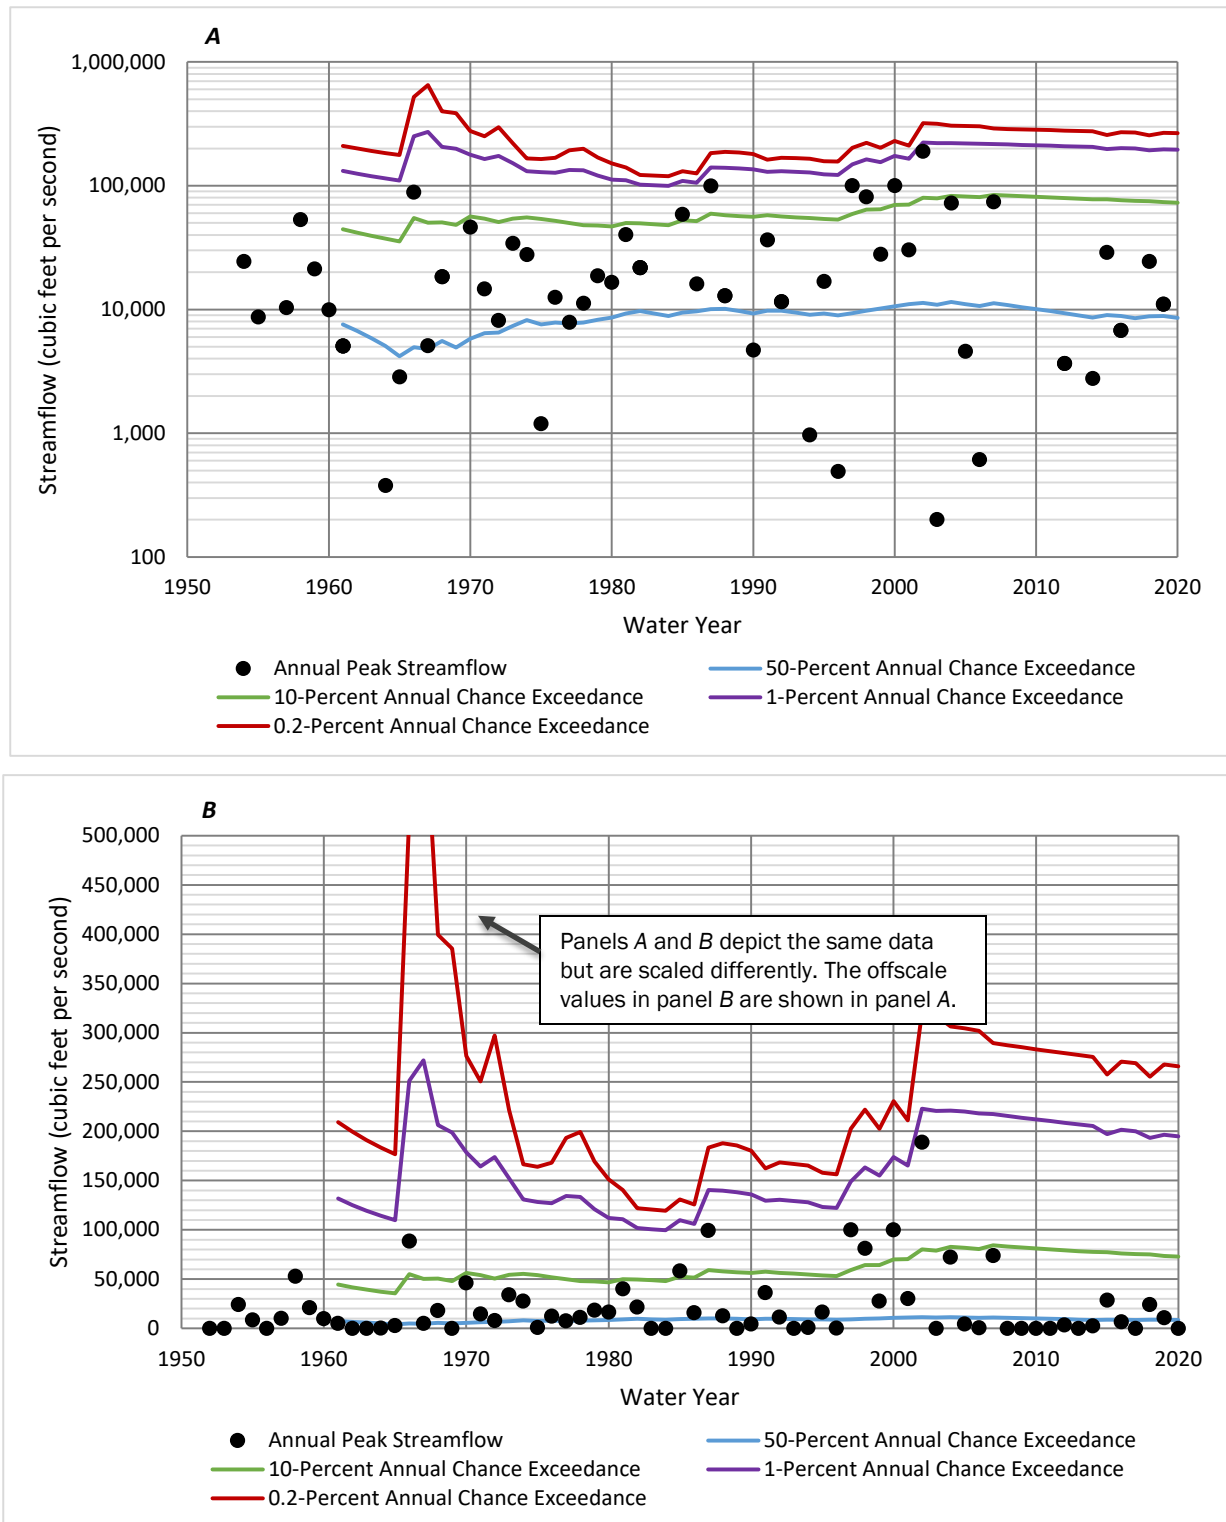 A
1,000,000
100,000
10,000
1,000
100
Streamflow (cubic feet per second)
1950 1960 1970 1980 1990 2000 2010 2020
Water Year
Annual Peak Streamflow
50-Percent Annual Chance Exceedance
10-Percent Annual Chance Exceedance
1-Percent Annual Chance Exceedance
0.2-Percent Annual Chance Exceedance
B
500,000
450,000
400,000
350,000
300,000
250,000
200,000
150,000
100,000
50,000
0
Streamflow (cubic feet per second)
Panels A and B depict the same data
but are scaled differently. The offscale
values in panel B are shown in panel A.
1950 1960 1970 1980 1990 2000 2010 2020
Water Year
Annual Peak Streamflow
50-Percent Annual Chance Exceedance
10-Percent Annual Chance Exceedance
1-Percent Annual Chance Exceedance
0.2-Percent Annual Chance Exceedance